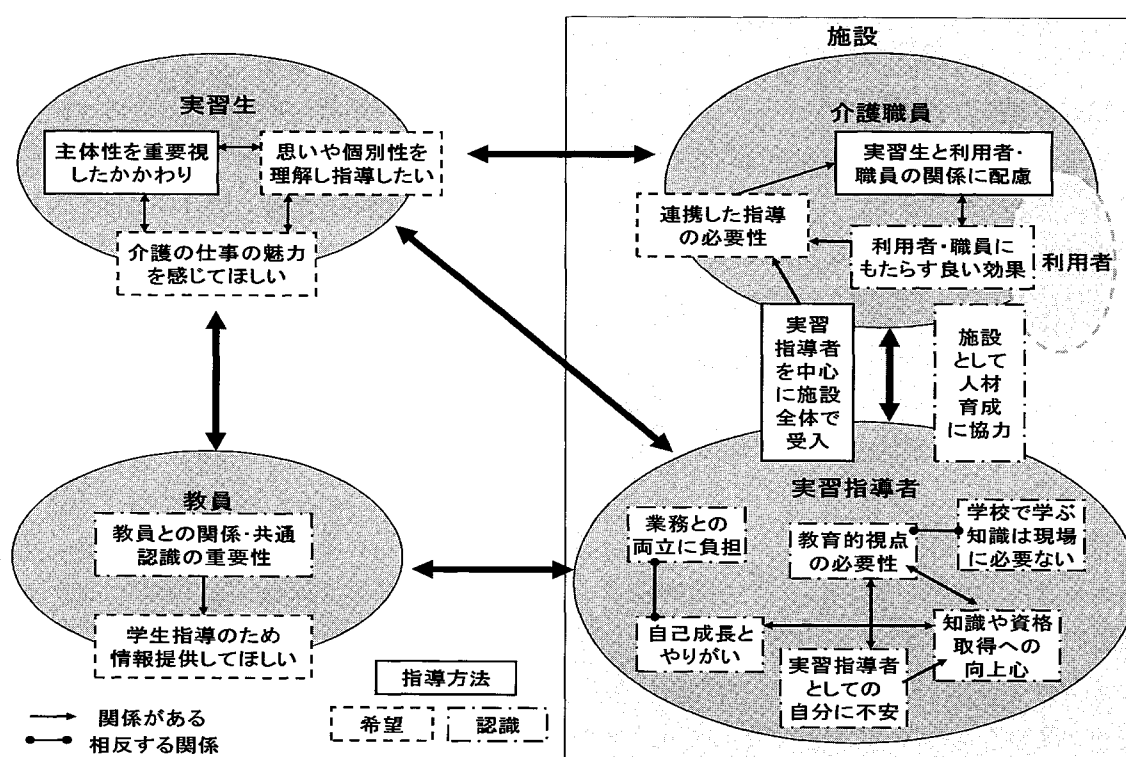 施設
実習生
主体性を重要視
したかかわり
思いや個別性を
理解し指導したい
介護の仕事の魅力
を感じてほしい
介護職員
実習生と利用者・
職員の関係に配慮
連携した指導
の必要性
利用者・職員に
もたらす良い効果
利用者
実習
指導者
を中心
に施設
全体で
受入
施設
として
人材
育成
に協力
教員
教員との関係・共通
認識の重要性
学生指導のため
情報提供してほしい
実習指導者
業務との
両立に負担
教育的視点
の必要性
学校で学ぶ
知識は現場
に必要ない
自己成長と
やりがい
実習指導者
としての
自分に不安
知識や資格
取得への
向上心
指導方法
希望
認識
関係がある
相反する関係